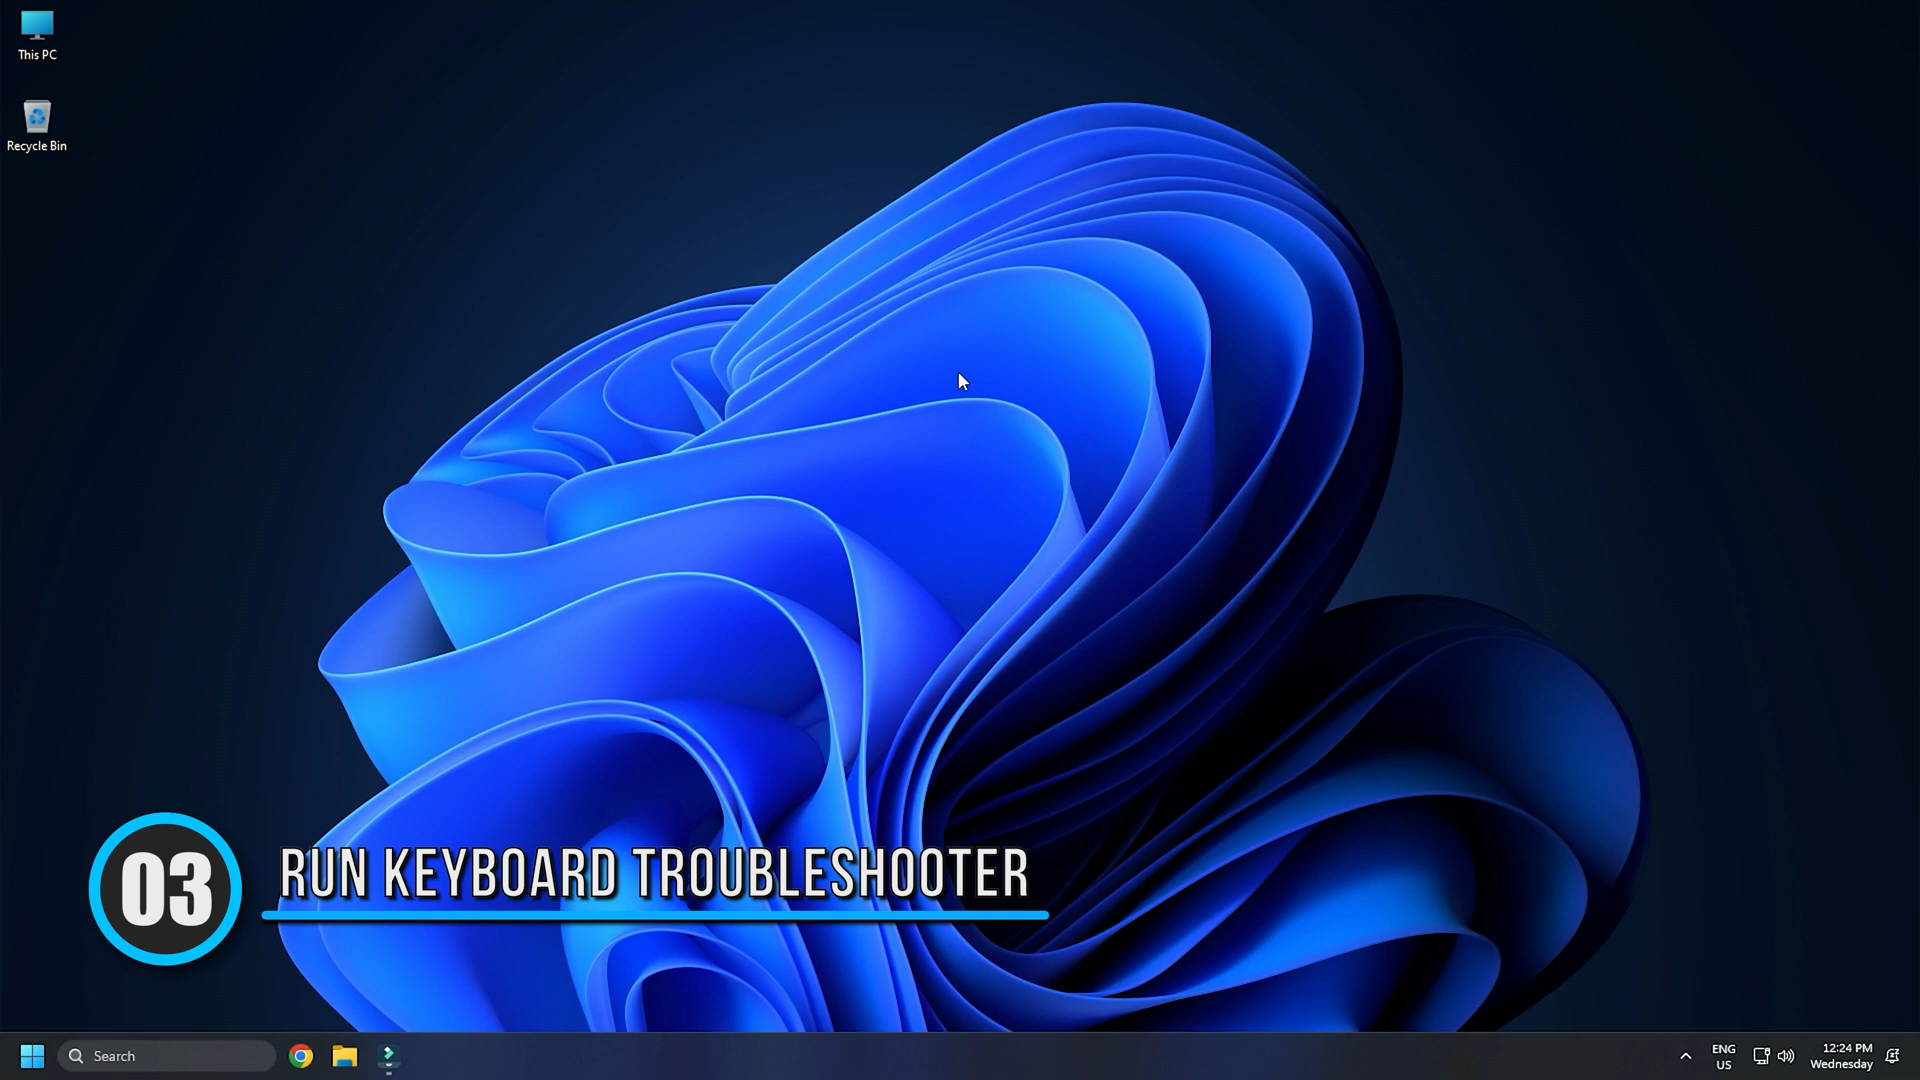 This PC
Recycle Bin
03
RUN KEYBOARD TROUBLESHOOTER
Search
ENG
US
12:24 PM
Wednesday